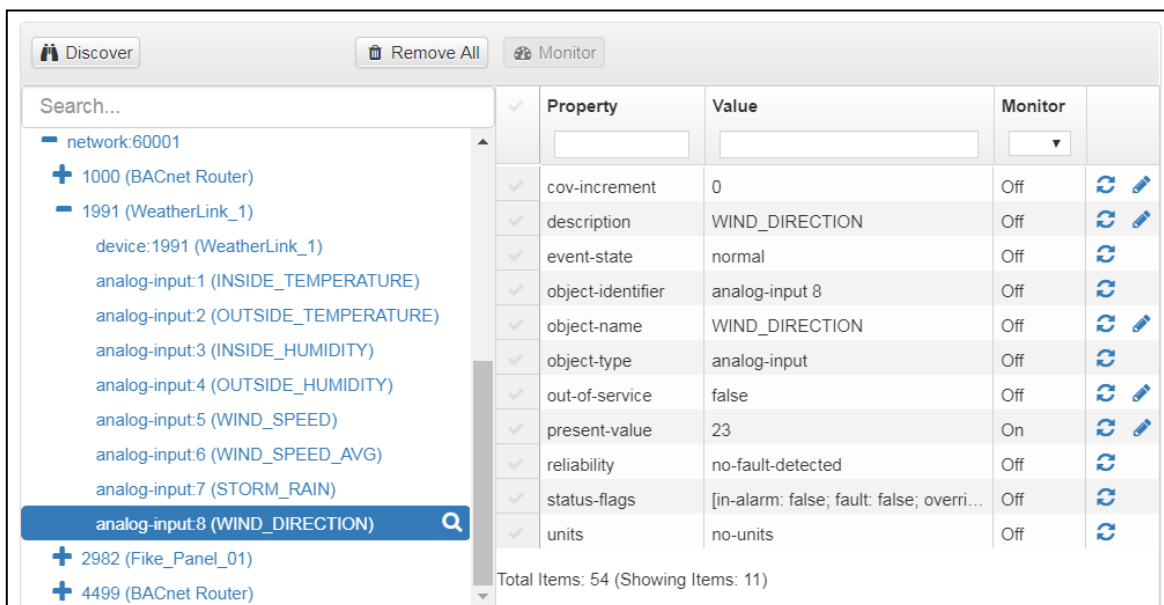 Discover
Remove All
Monitor
Search...
network:60001
1000 (BACnet Router)
1991 (WeatherLink_1)
device:1991 (WeatherLink_1)
analog-input:1 (INSIDE_TEMPERATURE)
analog-input:2 (OUTSIDE_TEMPERATURE)
analog-input:3 (INSIDE_HUMIDITY)
analog-input:4 (OUTSIDE_HUMIDITY)
analog-input:5 (WIND_SPEED)
analog-input:6 (WIND_SPEED_AVG)
analog-input:7 (STORM_RAIN)
analog-input:8 (WIND_DIRECTION)
2982 (Fike_Panel_01)
4499 (BACnet Router)
Property Value Monitor
cov-increment 0 Off
description WIND_DIRECTION Off
event-state normal Off
object-identifier analog-input 8 Off
object-name WIND_DIRECTION Off
object-type analog-input Off
out-of-service false Off
present-value 23 On
reliability no-fault-detected Off
status-flags [in-alarm: false; fault: false; overri... Off
units no-units Off
Total Items: 54 (Showing Items: 11)